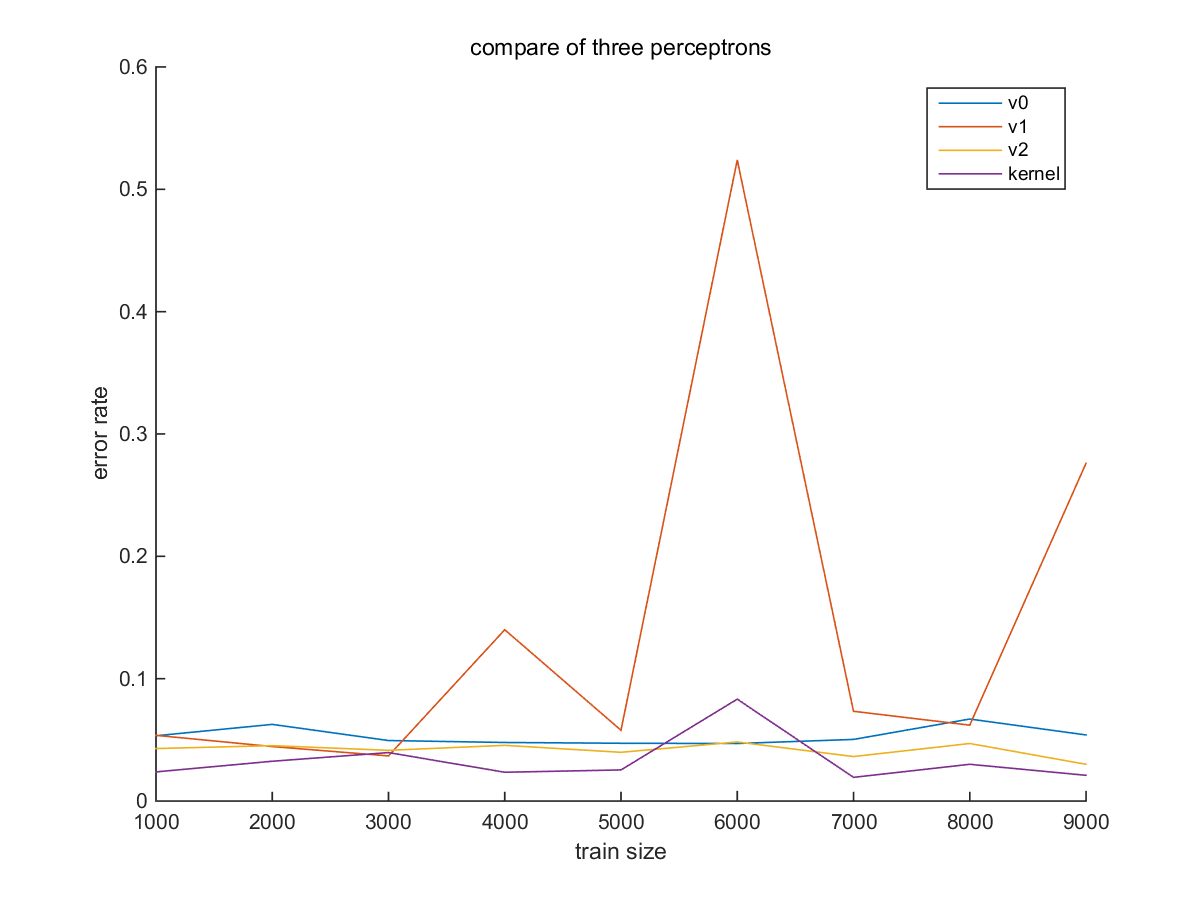 compare of three perceptrons
0.6
0.5
0.4
0.3
0.2
0.1
0
error rate
v0
v1
v2
kernel
1000 2000 3000 4000 5000 6000 7000 8000 9000
train size